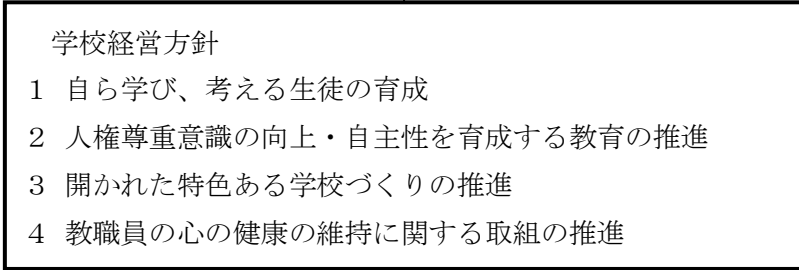 学校経営方針
１ 自ら学び、考える生徒の育成
２ 人権尊重意識の向上・自主性を育成する教育の推進
３ 開かれた特色ある学校づくりの推進
４ 教職員の心の健康の維持に関する取組の推進